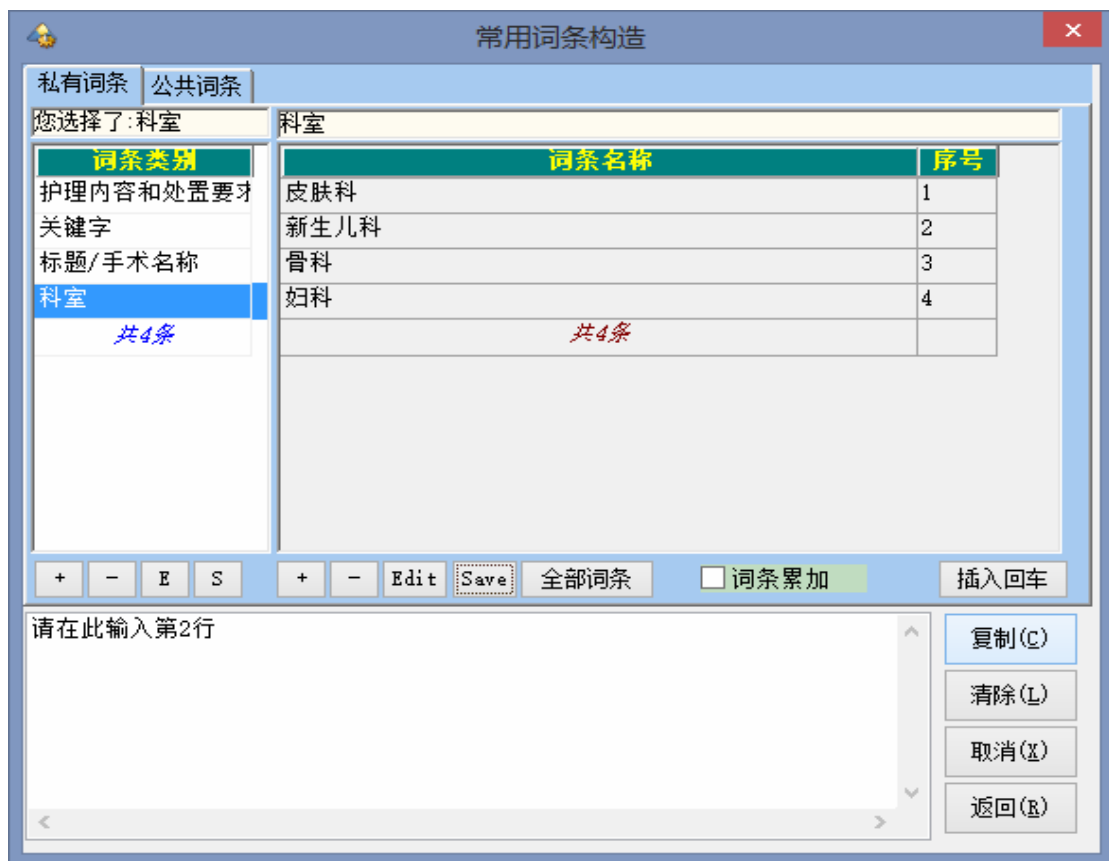 常用词条构造
私有词条 公共词条
您选择了:科室 科室
词条类别 词条名称 序号
护理内容和处置要求 皮肤科 1
关键字 新生儿科 2
标题/手术名称 骨科 3
科室 妇科 4
共4条 共4条
+ - E S + - Edit Save 全部词条 词条累加 插入回车
请在此输入第2行
复制(C)
清除(L)
取消(X)
返回(R)